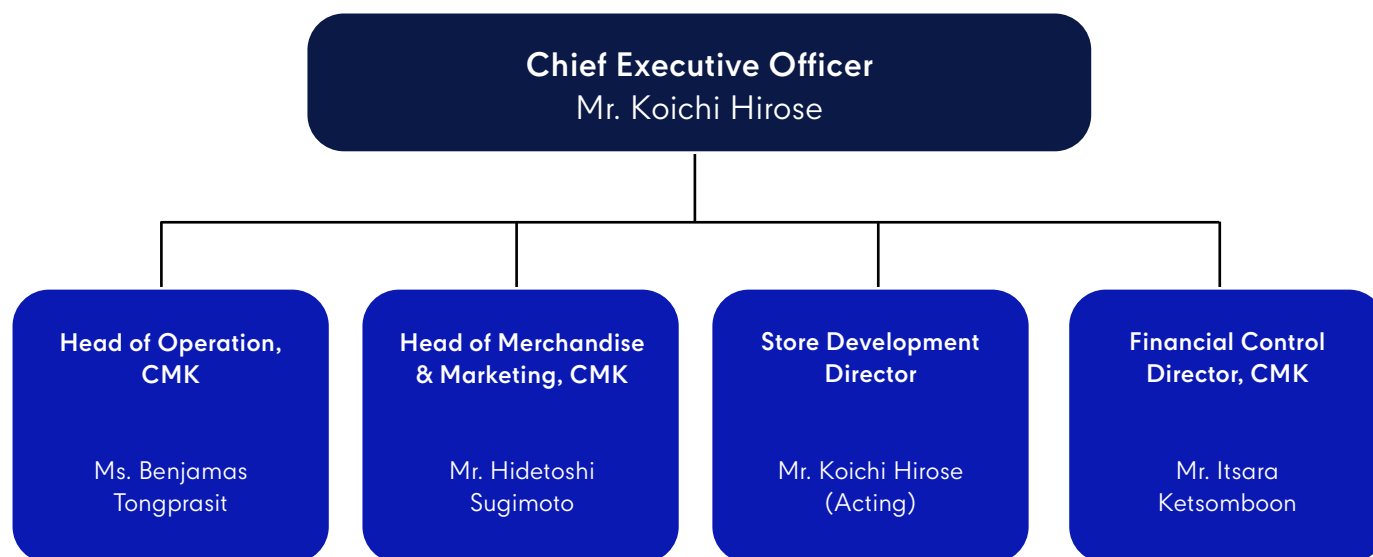 Chief Executive Officer
Mr. Koichi Hirose
Head of Operation,
CMK
Ms. Benjamas
Tongprasit
Head of Merchandise
& Marketing, CMK
Mr. Hidetoshi
Sugimoto
Store Development
Director
Mr. Koichi Hirose
(Acting)
Financial Control
Director, CMK
Mr. Itsara
Ketsomboon